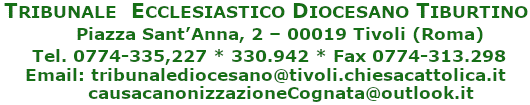 TRIBUNALE ECCLESIASTICO DIOCESANO TIBURTINO
Piazza Sant’Anna, 2 – 00019 Tivoli (Roma)
Tel. 0774-335,227 * 330.942 * Fax 0774-313.298
Email: tribunalediocesano@tivoli.chiesacattolica.it
causacanonizzazioneCognata@outlook.it